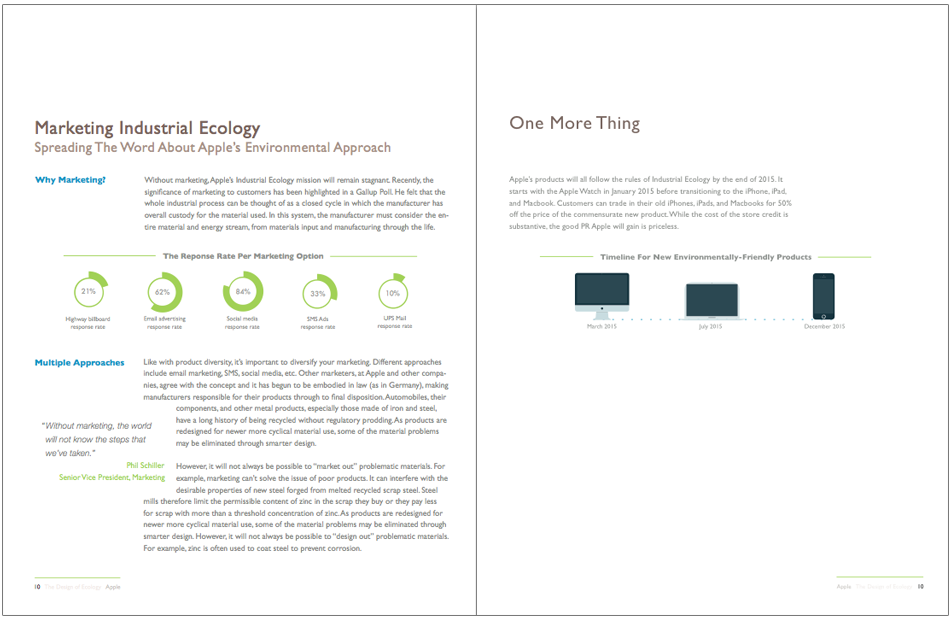 Marketing Industrial Ecology
Spreading The Word About Apple's Environmental Approach
Why Marketing?
Without marketing, Apple's Industrial Ecology mission will remain stagnant. Recently, the
significance of marketing to customers has been highlighted in a Gallup Poll. He felt that the
whole industrial process can be thought of as a closed cycle in which the manufacturer has
overall custody for the material used. In this system, the manufacturer must consider the en-
tire material and energy stream, from materials input and manufacturing through the life.
The Reponse Rate Per Marketing Option
21%
62%
84%
33%
10%
Highway billboard
response rate
Email advertising
response rate
Social media
response rate
SMS Ads
response rate
UPS Mail
response rate
Multiple Approaches
Like with product diversity, it's important to diversify your marketing. Different approaches
include email marketing, SMS, social media, etc. Other marketers, at Apple and other compa-
nies, agree with the concept and it has begun to be embodied in law (as in Germany), making
manufacturers responsible for their products through to final disposition. Automobiles, their
components, and other metal products, especially those made of iron and steel,
have a long history of being recycled without regulatory prodding. As products are
redesigned for newer more cyclical material use, some of the material problems
may be eliminated through smarter design.
"Without marketing, the world
will not know the steps that
we've taken."
Phil Schiller
Senior Vice President, Marketing
However, it will not always be possible to "market out" problematic materials. For
example, marketing can't solve the issue of poor products. It can interfere with the
desirable properties of new steel forged from melted recycled scrap steel. Steel
mills therefore limit the permissible content of zinc in the scrap they buy or they pay less
for scrap with more than a threshold concentration of zinc. As products are redesigned for
newer more cyclical material use, some of the material problems may be eliminated through
smarter design. However, it will not always be possible to "design out" problematic materials.
For example, zinc is often used to coat steel to prevent corrosion.
10 The Design of Ecology Apple
One More Thing
Apple's products will all follow the rules of Industrial Ecology by the end of 2015. It
starts with the Apple Watch in January 2015 before transitioning to the iPhone, iPad,
and Macbook. Customers can trade in their old iPhones, iPads, and Macbooks for 50%
off the price of the commensurate new product. While the cost of the store credit is
substantive, the good PR Apple will gain is priceless.
Timeline For New Environmentally-Friendly Products
March 2015
July 2015
December 2015
Apple The Design of Ecology 10